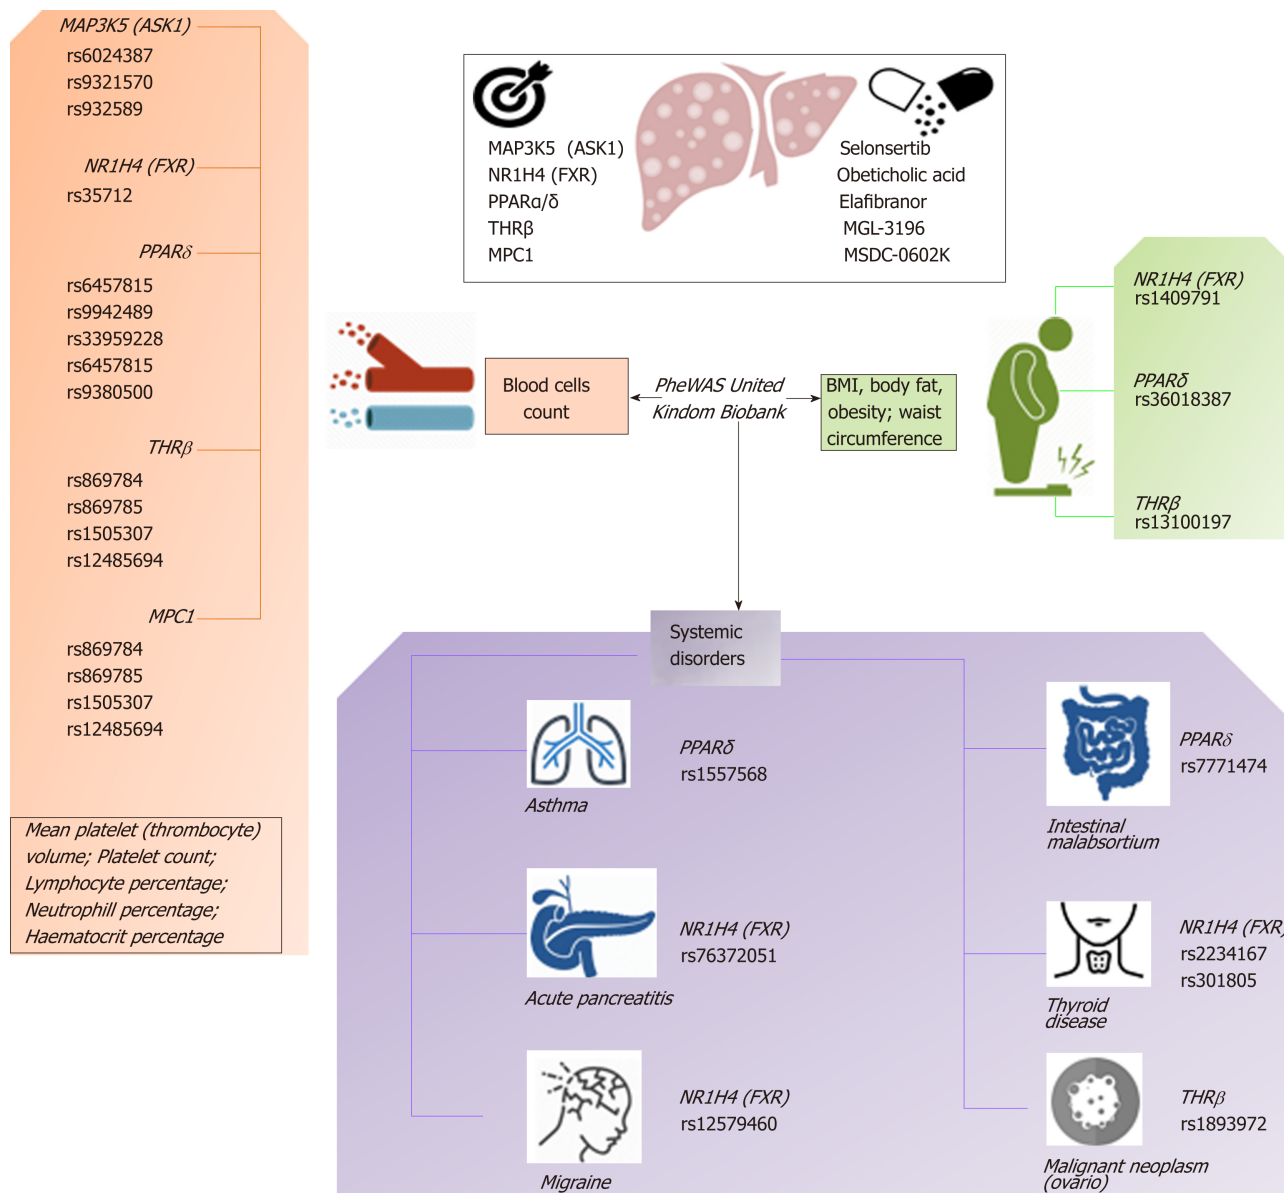 MAP3K5 (ASK1)
rs6024387
rs9321570
rs932589
NR1H4 (FXR)
rs35712
PPARδ
rs6457815
rs9942489
rs33959228
rs6457815
rs9380500
THRβ
rs869784
rs869785
rs1505307
rs12485694
MPC1
rs869784
rs869785
rs1505307
rs12485694
Mean platelet (thrombocyte)
volume; Platelet count;
Lymphocyte percentage;
Neutrophill percentage;
Haematocrit percentage
MAP3K5 (ASK1)
NR1H4 (FXR)
PPARα/δ
THRβ
MPC1
Selonsertib
Obeticholic acid
Elafibranor
MGL-3196
MSDC-0602K
Blood cells
count
PheWAS United
Kindom Biobank
BMI, body fat,
obesity; waist
circumference
NR1H4 (FXR)
rs1409791
PPARδ
rs36018387
THRβ
rs13100197
Systemic
disorders
PPARδ
rs1557568
Asthma
NR1H4 (FXR)
rs76372051
Acute pancreatitis
NR1H4 (FXR)
rs12579460
Migraine
PPARδ
rs7771474
Intestinal
malabsortium
NR1H4 (FXR)
rs2234167
rs301805
Thyroid
disease
THRβ
rs1893972
Malignant neoplasm
(ovário)